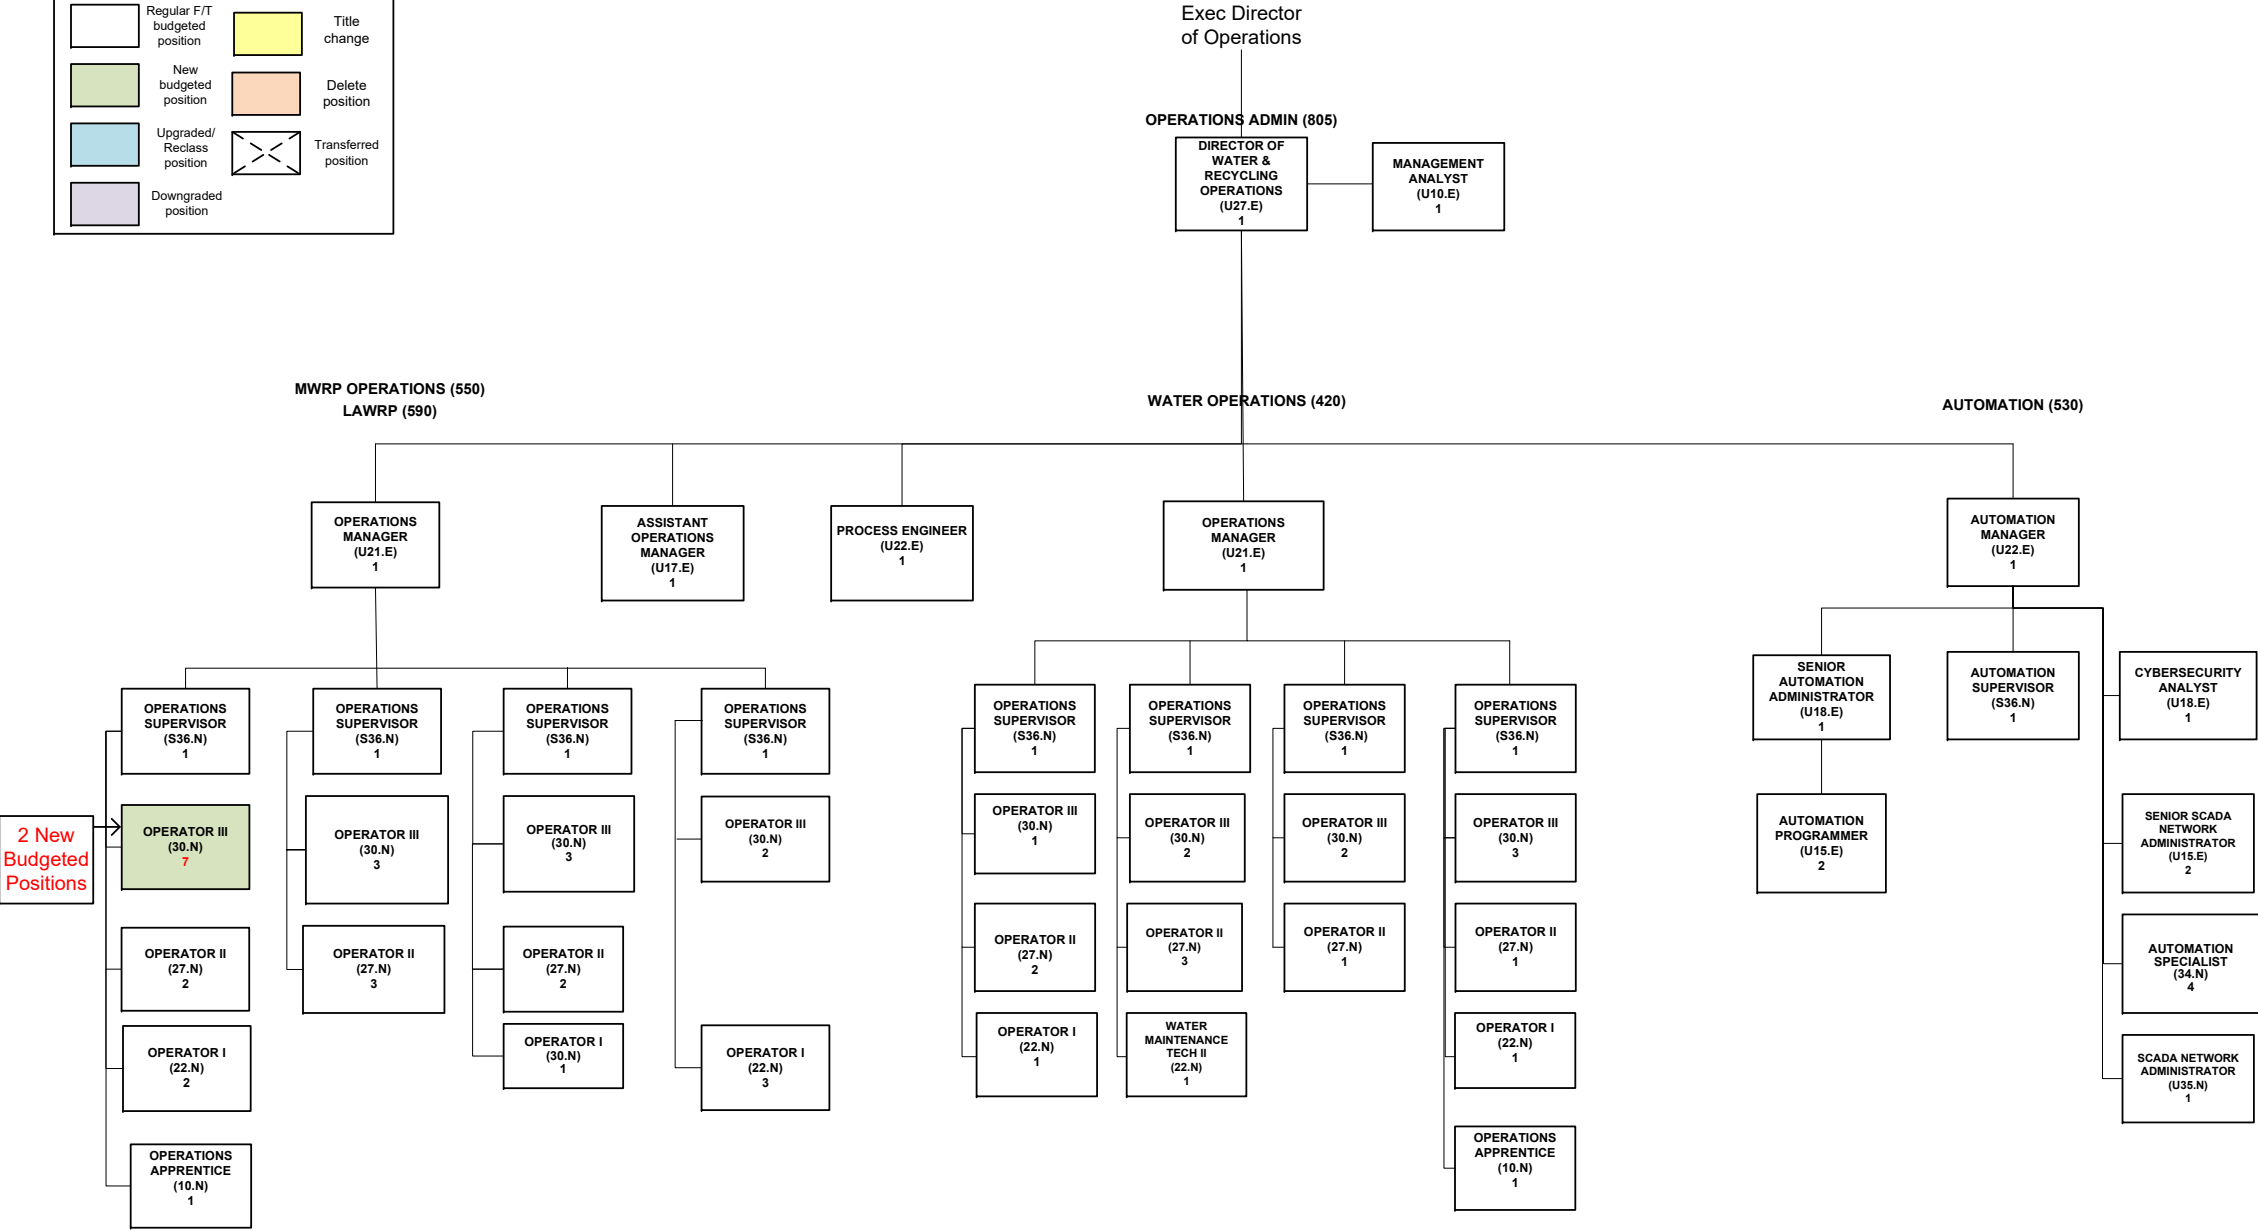 Regular F/T
budgeted
position
Title
change
New
budgeted
position
Delete
position
Upgraded/
Reclass
position
Transferred
position
Downgraded
position
Exec Director
of Operations
OPERATIONS ADMIN (805)
DIRECTOR OF
WATER &
RECYCLING
OPERATIONS
(U27.E)
1
MANAGEMENT
ANALYST
(U10.E)
1
MWRP OPERATIONS (550)
LAWRP (590)
WATER OPERATIONS (420)
AUTOMATION (530)
OPERATIONS
MANAGER
(U21.E)
1
ASSISTANT
OPERATIONS
MANAGER
(U17.E)
1
PROCESS ENGINEER
(U22.E)
1
OPERATIONS
MANAGER
(U21.E)
1
AUTOMATION
MANAGER
(U22.E)
1
OPERATIONS
SUPERVISOR
(S36.N)
1
OPERATIONS
SUPERVISOR
(S36.N)
1
OPERATIONS
SUPERVISOR
(S36.N)
1
OPERATIONS
SUPERVISOR
(S36.N)
1
OPERATIONS
SUPERVISOR
(S36.N)
1
OPERATIONS
SUPERVISOR
(S36.N)
1
OPERATIONS
SUPERVISOR
(S36.N)
1
OPERATIONS
SUPERVISOR
(S36.N)
1
SENIOR
AUTOMATION
ADMINISTRATOR
(U18.E)
1
AUTOMATION
SUPERVISOR
(S36.N)
1
CYBERSECURITY
ANALYST
(U18.E)
1
2 New
Budgeted
Positions
OPERATOR III
(30.N)
7
OPERATOR III
(30.N)
3
OPERATOR III
(30.N)
3
OPERATOR III
(30.N)
2
OPERATOR III
(30.N)
1
OPERATOR III
(30.N)
2
OPERATOR III
(30.N)
2
OPERATOR III
(30.N)
3
AUTOMATION
PROGRAMMER
(U15.E)
2
SENIOR SCADA
NETWORK
ADMINISTRATOR
(U15.E)
2
OPERATOR II
(27.N)
2
OPERATOR II
(27.N)
3
OPERATOR II
(27.N)
2
OPERATOR II
(27.N)
2
OPERATOR II
(27.N)
3
OPERATOR II
(27.N)
1
OPERATOR II
(27.N)
1
AUTOMATION
SPECIALIST
(34.N)
4
OPERATOR I
(22.N)
2
OPERATOR I
(30.N)
1
OPERATOR I
(22.N)
3
OPERATOR I
(22.N)
1
WATER
MAINTENANCE
TECH II
(22.N)
1
OPERATOR I
(22.N)
1
SCADA NETWORK
ADMINISTRATOR
(U35.N)
1
OPERATIONS
APPRENTICE
(10.N)
1
OPERATIONS
APPRENTICE
(10.N)
1